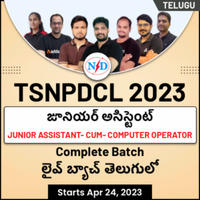 TELUGU
TSNPDCL 2023
జూనియర్ అసిస్టెంట్
JUNIOR ASSISTANT- CUM- COMPUTER OPERATOR
Complete Batch
లైవ్ బ్యాచ్ తెలుగులో
Starts Apr 24, 2023